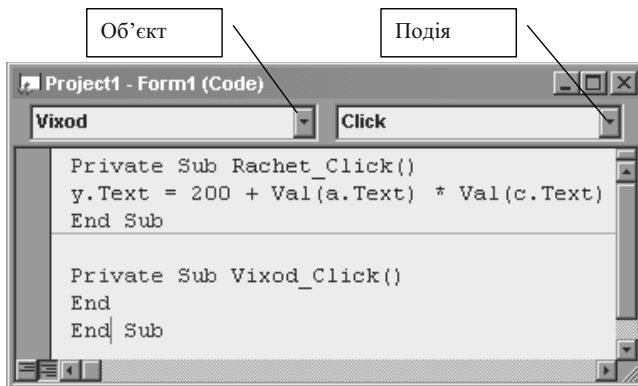 Об’єкт
Подія
Project1 - Form1 (Code)
Vixod
Click
Private Sub Rachet_Click()
y.Text = 200 + Val(a.Text) * Val(c.Text)
End Sub
Private Sub Vixod_Click()
End
End Sub